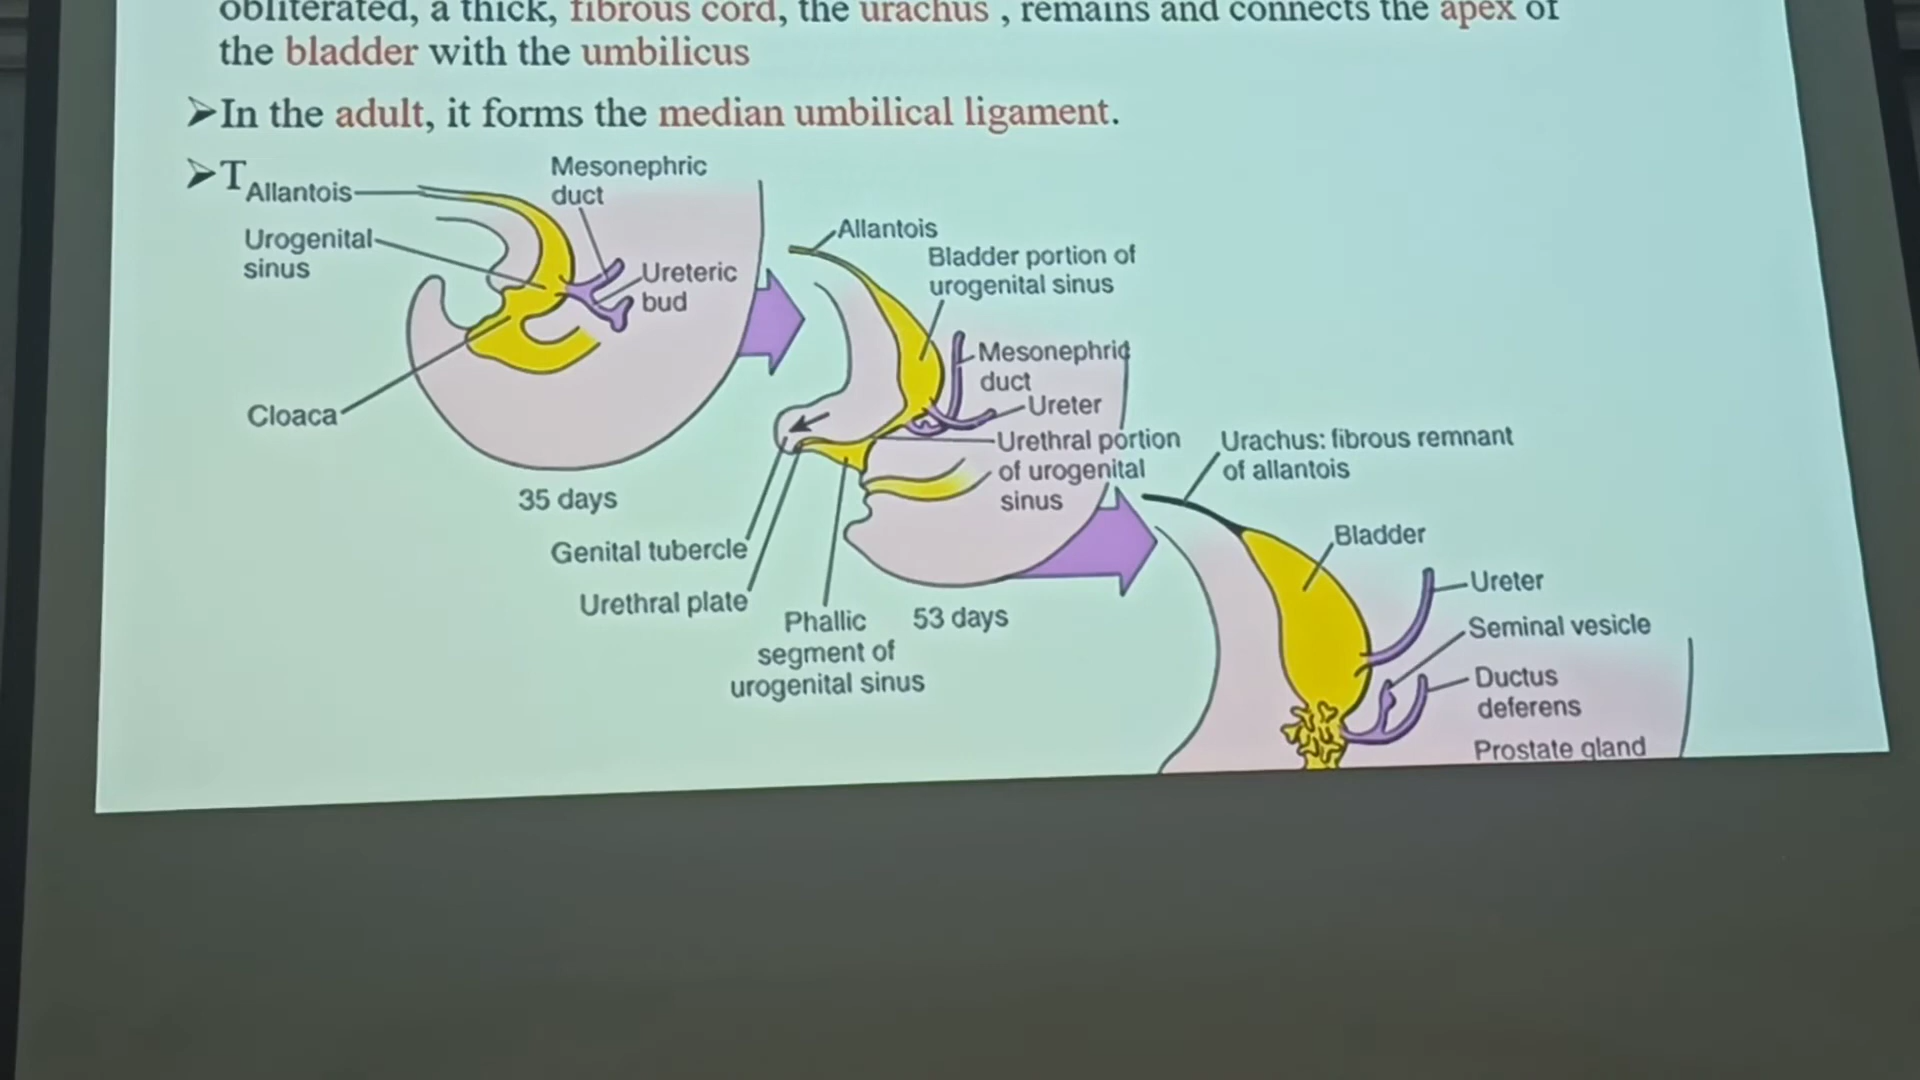 obliterated, a thick, fibrous cord, the urachus , remains and connects the apex of
the bladder with the umbilicus
➤In the adult, it forms the median umbilical ligament.
➤T
Allantois
Mesonephric
duct
Urogenital
sinus
Ureteric
bud
Cloaca
35 days
Allantois
Bladder portion of
urogenital sinus
Mesonephric
duct
Ureter
Urethral portion
of urogenital
sinus
Genital tubercle
Urethral plate
Phallic
segment of
urogenital sinus
53 days
Urachus: fibrous remnant
of allantois
Bladder
Ureter
Seminal vesicle
Ductus
deferens
Prostate gland